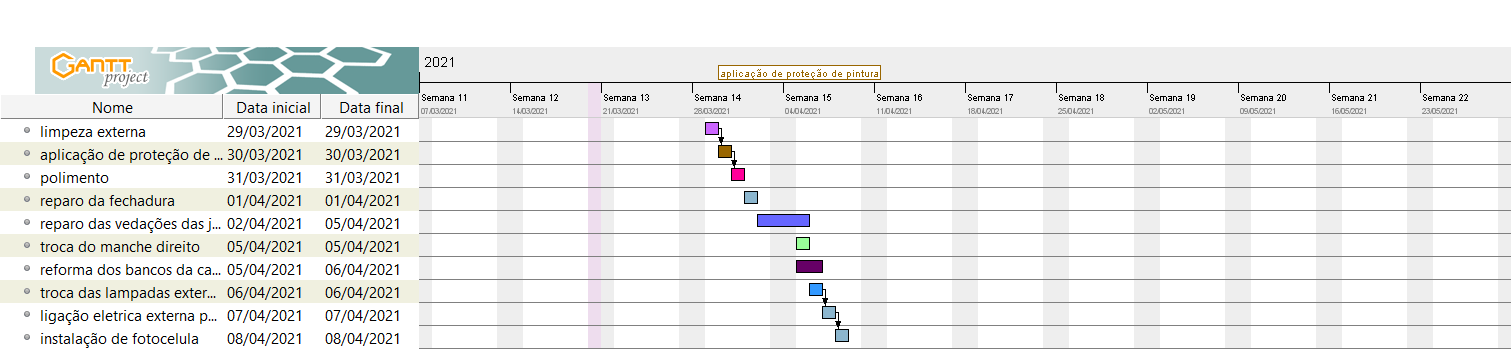 GANTT
project
2021
aplicação de proteção de pintura
Nome Data inicial Data final
Semana 11 Semana 12 Semana 13 Semana 14 Semana 15 Semana 16 Semana 17 Semana 18 Semana 19 Semana 20 Semana 21 Semana 22
07/03/2021 14/03/2021 21/03/2021 28/03/2021 04/04/2021 11/04/2021 18/04/2021 25/04/2021 02/05/2021 09/05/2021 16/05/2021 23/05/2021
limpeza externa 29/03/2021 29/03/2021
aplicação de proteção de ... 30/03/2021 30/03/2021
polimento 31/03/2021 31/03/2021
reparo da fechadura 01/04/2021 01/04/2021
reparo das vedações das j... 02/04/2021 05/04/2021
troca do manche direito 05/04/2021 05/04/2021
reforma dos bancos da ca... 05/04/2021 06/04/2021
troca das lampadas exter... 06/04/2021 06/04/2021
ligação eletrica externa p... 07/04/2021 07/04/2021
instalação de fotocelula 08/04/2021 08/04/2021